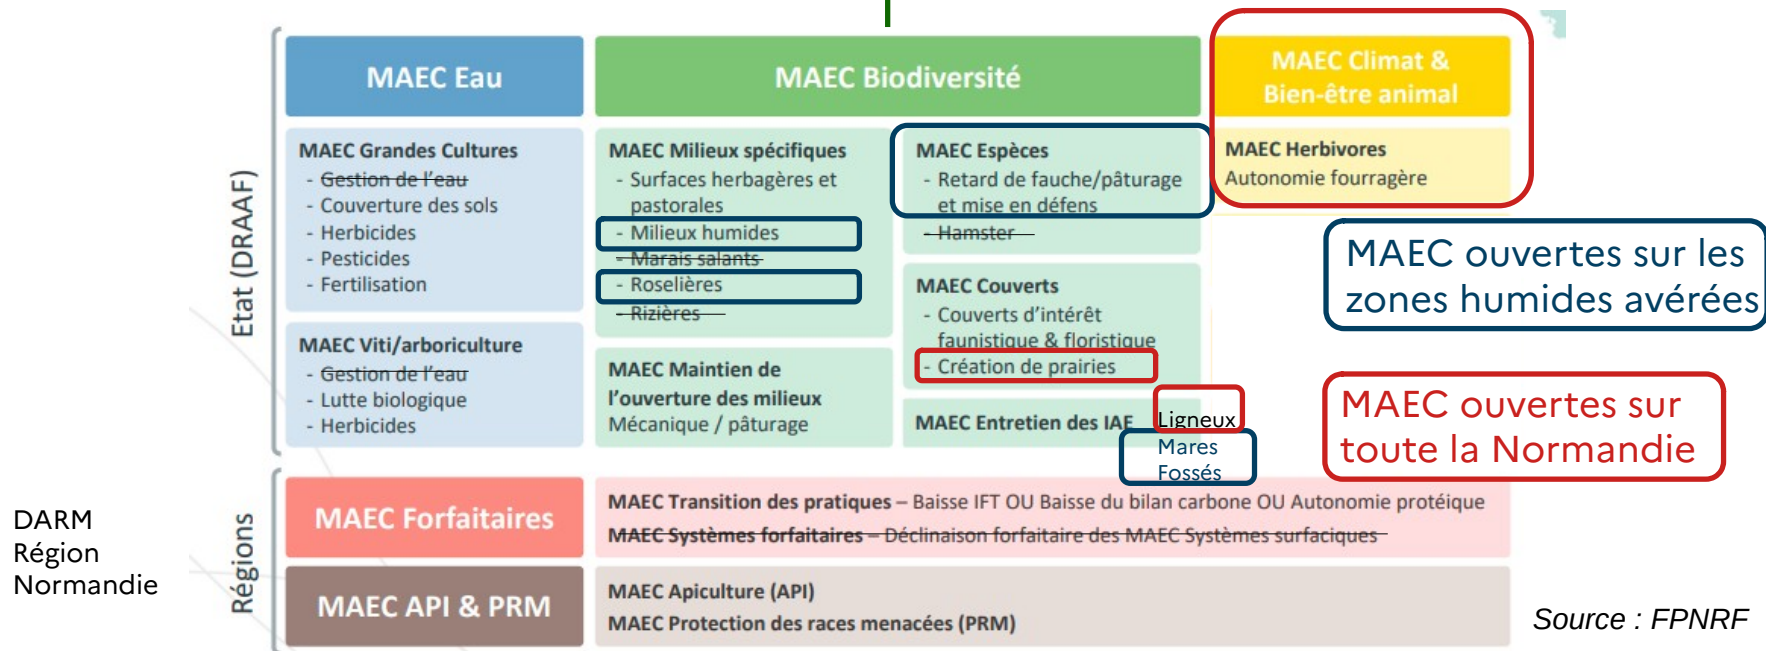 MAEC Eau
MAEC Biodiversité
MAEC Climat &
Bien-être animal
Etat (DRAAF)
MAEC Grandes Cultures
- Gestion de l'eau
- Couverture des sols
- Herbicides
- Pesticides
- Fertilisation
MAEC Viti/arboriculture
- Gestion de l'eau
- Lutte biologique
- Herbicides
MAEC Milieux spécifiques
- Surfaces herbagères et
pastorales
- Milieux humides
- Marais salants
- Roselières
- Rizières
MAEC Maintien de
l'ouverture des milieux
Mécanique / pâturage
MAEC Espèces
- Retard de fauche/pâturage
et mise en défens
- Hamster
MAEC Couverts
- Couverts d'intérêt
faunistique & floristique
- Création de prairies
MAEC Entretien des IAE
Ligneux
Mares
Fossés
MAEC Herbivores
Autonomie fourragère
MAEC ouvertes sur les
zones humides avérées
MAEC ouvertes sur
toute la Normandie
DARM
Région
Normandie
Régions
MAEC Forfaitaires
MAEC Transition des pratiques – Baisse IFT OU Baisse du bilan carbone OU Autonomie protéique
MAEC Systèmes forfaitaires – Déclinaison forfaitaire des MAEC Systèmes surfaciques
MAEC API & PRM
MAEC Apiculture (API)
MAEC Protection des races menacées (PRM)
Source : FPNRF